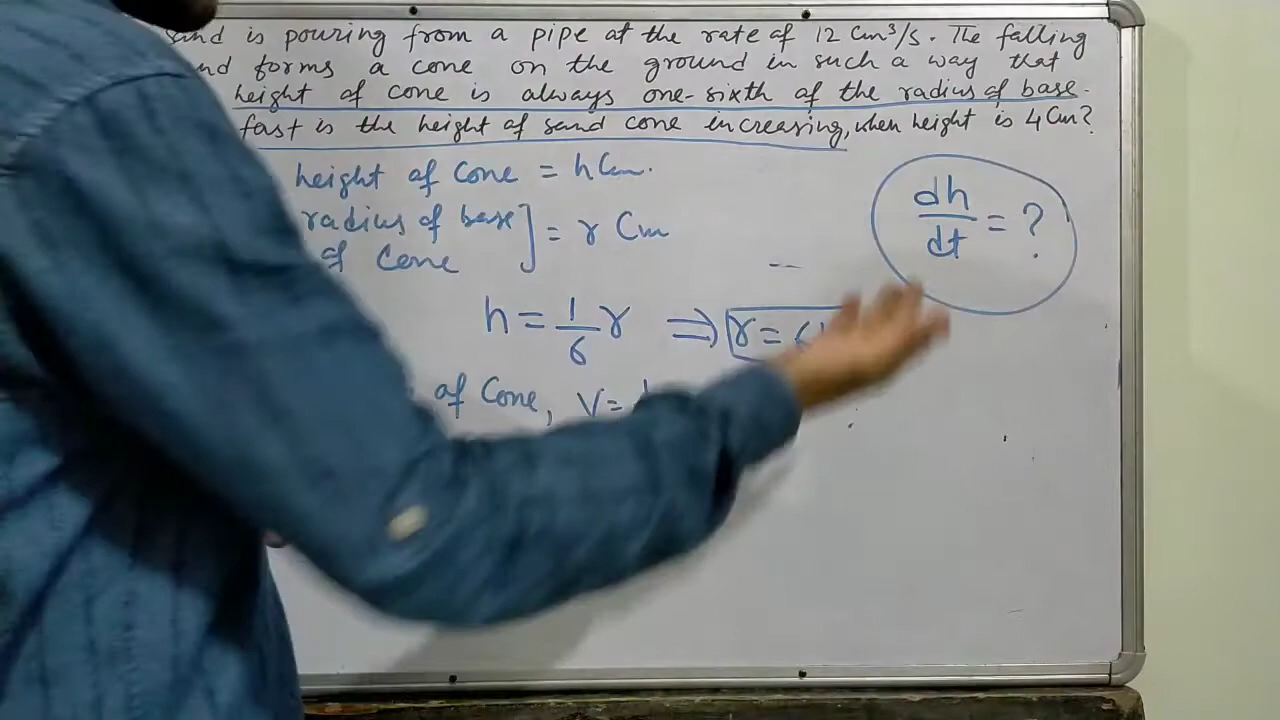 sand is pouring from a pipe at the rate of 12 Cm³/s. The falling
forms a cone on the ground in such a way that
height of cone is always one-sixth of the radius of base.
fast is the height of sand cone increasing, when height is 4 Cm?
height of Cone = h Cm.
radius of base
of Cone ] = r Cm
dh/dt = ?
h = 1/6 r ⇒ r = 6
of Cone, V =